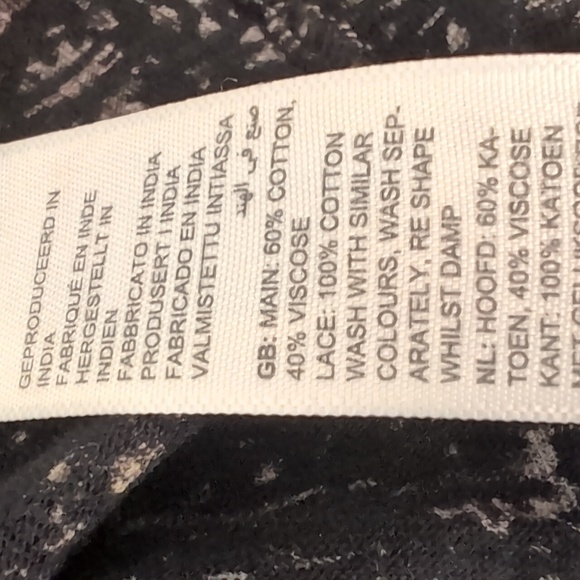 GEPRODUCEERD IN
INDIA
FABRIQUÉ EN INDE
HERGESTELLT IN
INDIEN
FABBRICATO IN INDIA
PRODUSERT I INDIA
FABRICADO EN INDIA
VALMISTETTU INTIASSA
صنع في الهند
GB: MAIN: 60% COTTON,
40% VISCOSE
LACE: 100% COTTON
WASH WITH SIMILAR
COLOURS, WASH SEP-
ARATELY, RE SHAPE
WHILST DAMP
NL: HOOFD: 60% KA-
TOEN, 40% VISCOSE
KANT: 100% KATOEN